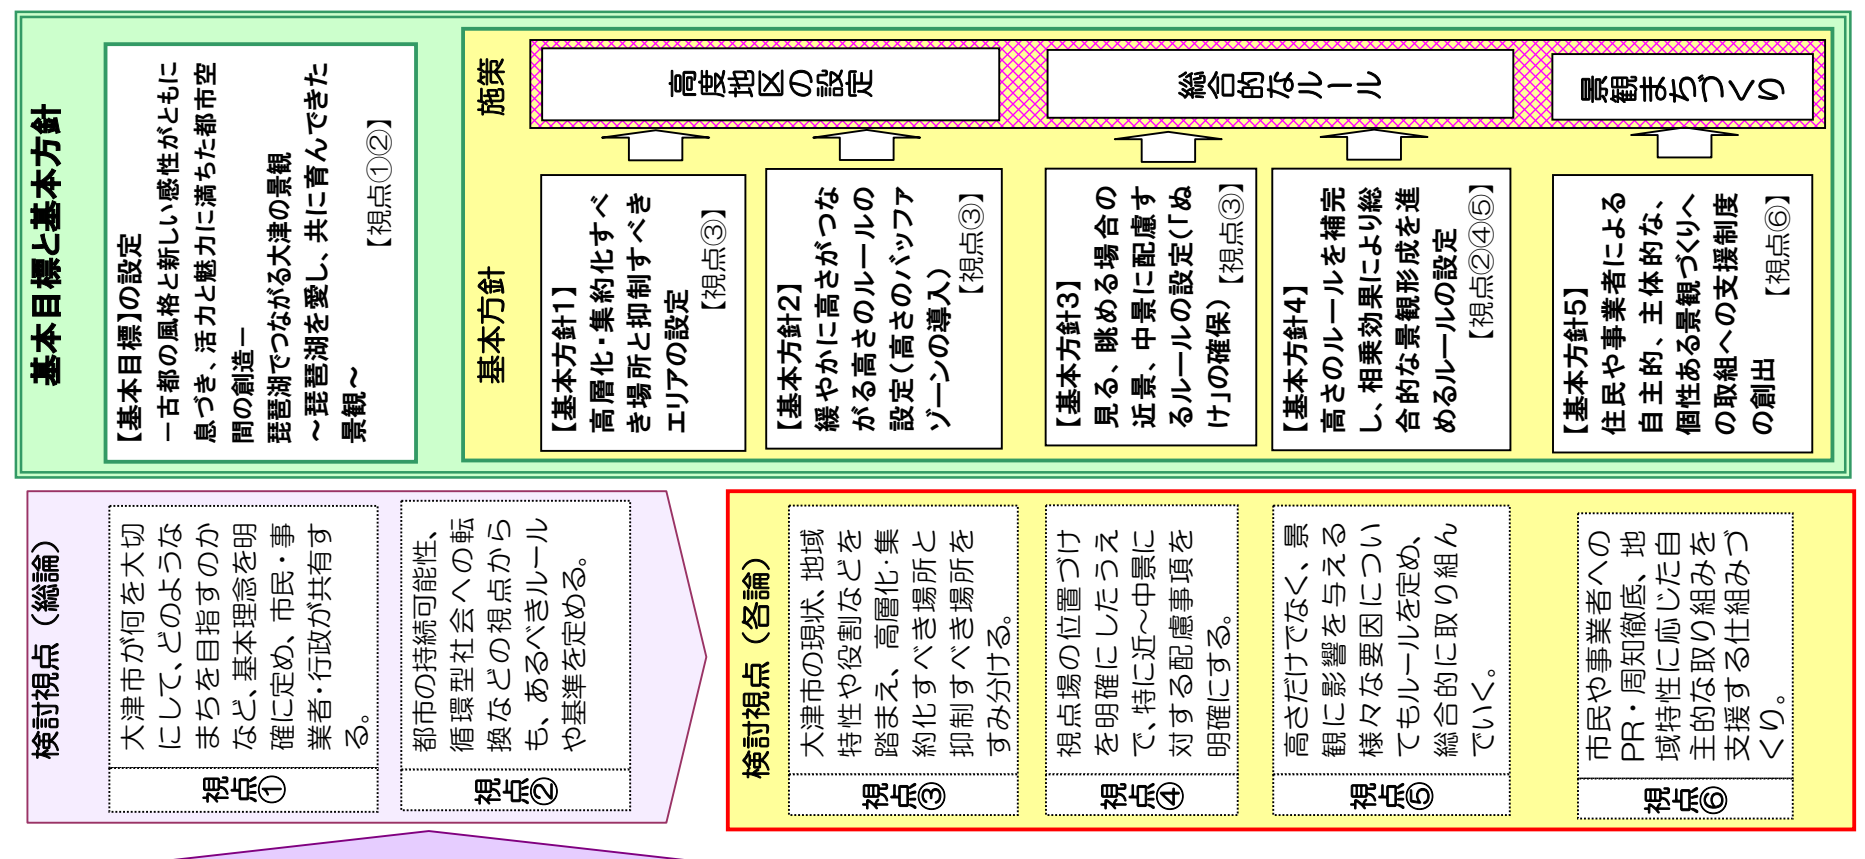 検討視点（総論）
視点①
大津市が何を大切
にして、どのような
まちを目指すのか
など、基本理念を明
確に定め、市民・事
業者・行政が共有す
る。
視点②
都市の持続可能性、
循環型社会への転
換などの視点から
も、あるべきルール
や基準を定める。
検討視点（各論）
視点③
大津市の現状、地域
特性や役割などを
踏まえ、高層化・集
約化すべき場所と
抑制すべき場所を
すみ分ける。
視点④
視点場の位置づけ
を明確にしたうえ
で、特に近～中景に
対する配慮事項を
明確にする。
視点⑤
高さだけでなく、景
観に影響を与える
様々な要因につい
てもルールを定め、
総合的に取り組ん
でいく。
視点⑥
市民や事業者への
PR・周知徹底、地
域特性に応じた自
主的な取り組みを
支援する仕組みづ
くり。
基本目標と基本方針
【基本目標】の設定
－古都の風格と新しい感性がともに
息づき、活力と魅力に満ちた都市空
間の創造－
琵琶湖でつながる大津の景観
～琵琶湖を愛し、共に育んできた
景観～
【視点①②】
基本方針
【基本方針1】
高層化・集約化すべ
き場所と抑制すべき
エリアの設定
【視点③】
【基本方針2】
緩やかに高さがつな
がる高さのルールの
設定（高さのバッファ
ゾーンの導入）
【視点③】
【基本方針3】
見る、眺める場合の
近景、中景に配慮す
るルールの設定（「ぬ
け」の確保）
【視点③】
【基本方針4】
高さのルールを補完
し、相乗効果により総
合的な景観形成を進
めるルールの設定
【視点②④⑤】
【基本方針5】
住民や事業者による
自主的、主体的な、
個性ある景観づくりへ
の取組への支援制度
の創出
【視点⑥】
施策
高度地区の設定
総合的なルール
景観まちづくり